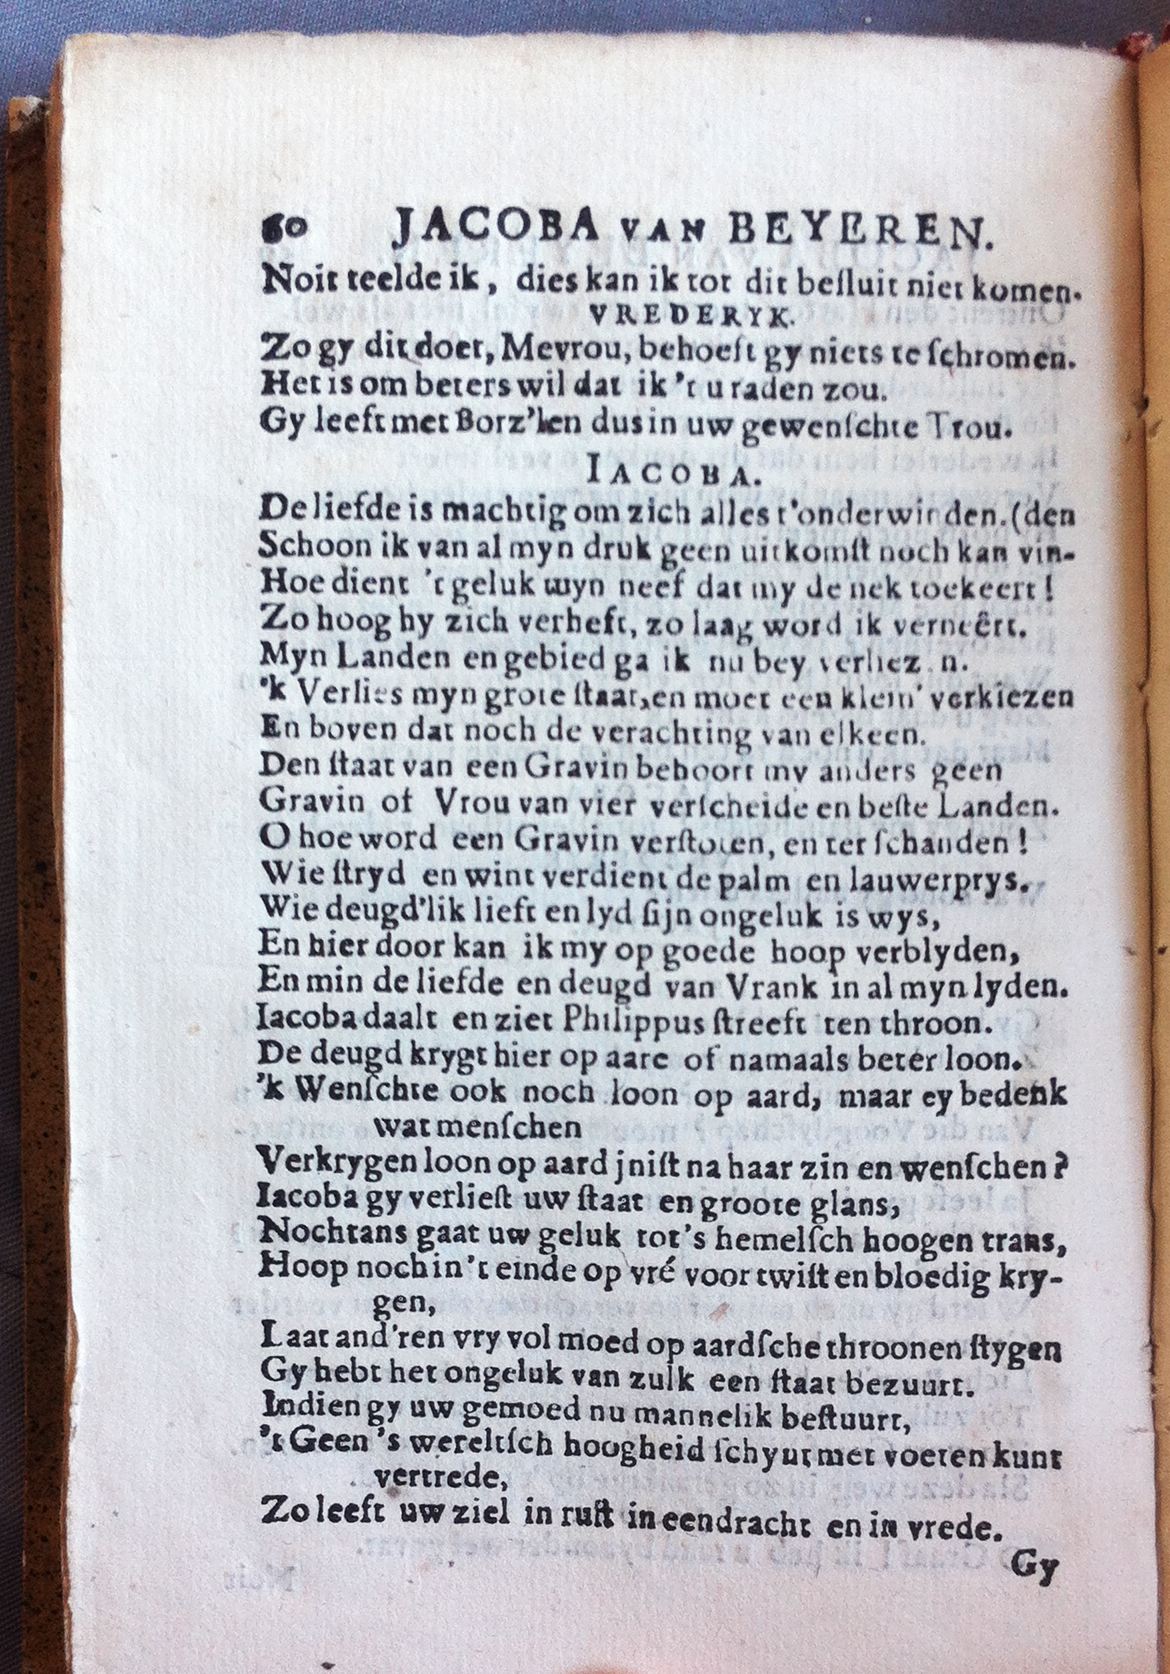 60 JACOBA VAN BEYEREN.
Noit teelde ik, dies kan ik tot dit beſluit niet komen.
VREDERYK.
Zo gy dit doet, Mevrou, behoeft gy niets te ſchromen.
Het is om beters wil dat ik 't u raden zou.
Gy leeft met Borz'len dus in uw gewenſchte Trou.
IACOBA.
De liefde is machtig om zich alles t'onderwinden. (den
Schoon ik van al myn druk geen uitkomſt noch kan vin-
Hoe dient 't geluk myn neef dat my de nek toekeert!
Zo hoog hy zich verheft, zo laag word ik verneêrt.
Myn Landen en gebied ga ik nu bey verliez n.
'k Verlies myn grote ſtaat, en moet een klein' verkiezen
En boven dat noch de verachting van elkeen.
Den ſtaat van een Gravin behoort my anders geen
Gravin of Vrou van vier verſcheide en beſte Landen.
O hoe word een Gravin verſtoten, en ter ſchanden!
Wie ſtryd en wint verdient de palm en lauwerprys.
Wie deugd'lik lieft en lyd ſijn ongeluk is wys,
En hier door kan ik my op goede hoop verblyden,
En min de liefde en deugd van Vrank in al myn lyden.
Iacoba daalt en ziet Philippus ſtreeft ten throon.
De deugd krygt hier op aare of namaals beter loon.
'k Wenſchte ook noch loon op aard, maar ey bedenk
wat menſchen
Verkrygen loon op aard jniſt na haar zin en wenſchen?
Iacoba gy verlieſt uw ſtaat en groote glans,
Nochtans gaat uw geluk tot 's hemelſch hoogen trans,
Hoop noch in 't einde op vré voor twiſt en bloedig kry-
gen,
Laat and'ren vry vol moed op aardſche throonen ſtygen
Gy hebt het ongeluk van zulk een ſtaat bezuurt.
Indien gy uw gemoed nu mannelik beſtuurt,
't Geen 's wereltſch hoogheid ſchynt met voeten kunt
vertrede,
Zo leeft uw ziel in ruſt in eendracht en in vrede.
Gy